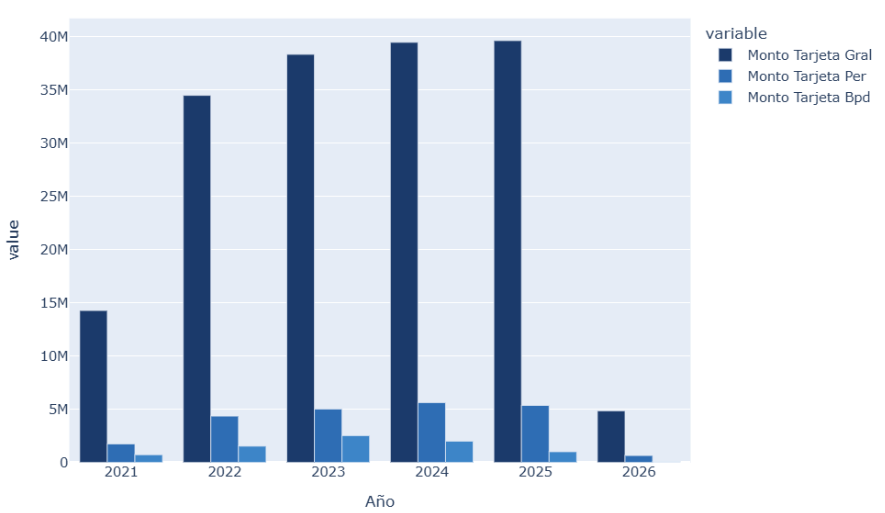 variable
Monto Tarjeta Gral
Monto Tarjeta Per
Monto Tarjeta Bpd
value
40M
35M
30M
25M
20M
15M
10M
5M
0
2021 2022 2023 2024 2025 2026
Año